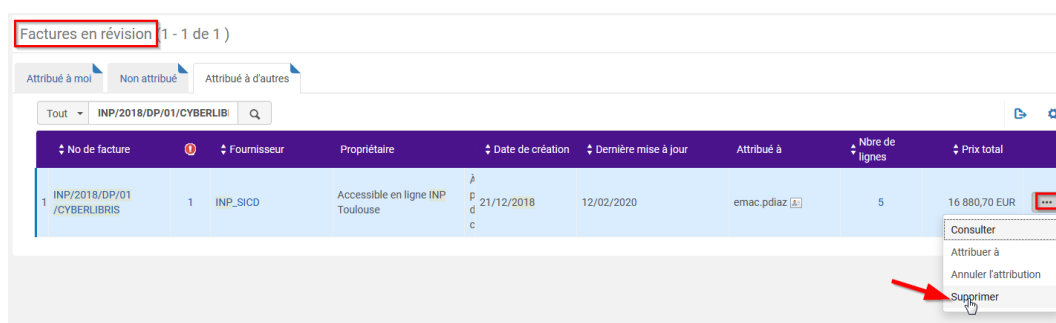 Factures en révision (1 - 1 de 1 )
Attribué à moi Non attribué Attribué à d'autres
Tout INP/2018/DP/01/CYBERLIB
No de facture Fournisseur Propriétaire Date de création Dernière mise à jour Attribué à Nbre de lignes Prix total
1 INP/2018/DP/01 /CYBERLIBRIS 1 INP_SICD Accessible en ligne INP Toulouse À p d c 21/12/2018 12/02/2020 emac.pdiaz 5 16 880,70 EUR
Consulter
Attribuer à
Annuler l'attribution
Supprimer